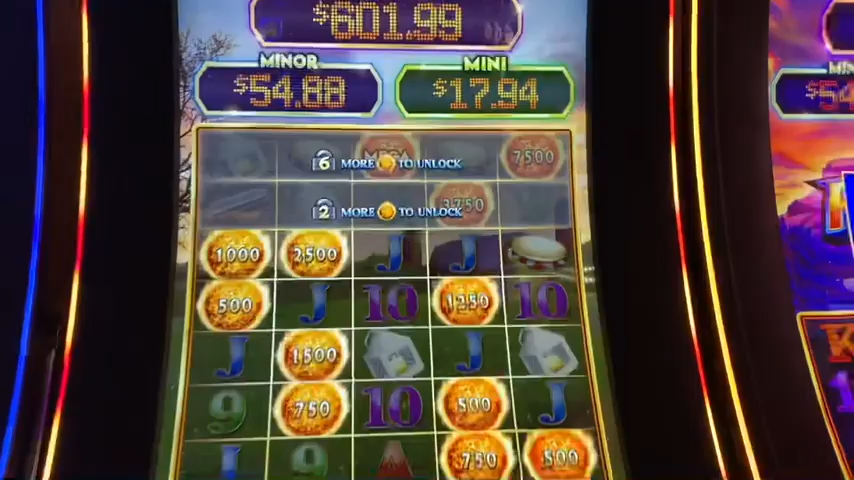 $601.99
MINOR
MINI
$54.88
$17.94
6 MORE TO UNLOCK
7500
2 MORE TO UNLOCK
3750
1000 2500 J J
500 J 10 1250 10
J 1500 J
9 750 10 500 J
J 9 750 500
$54